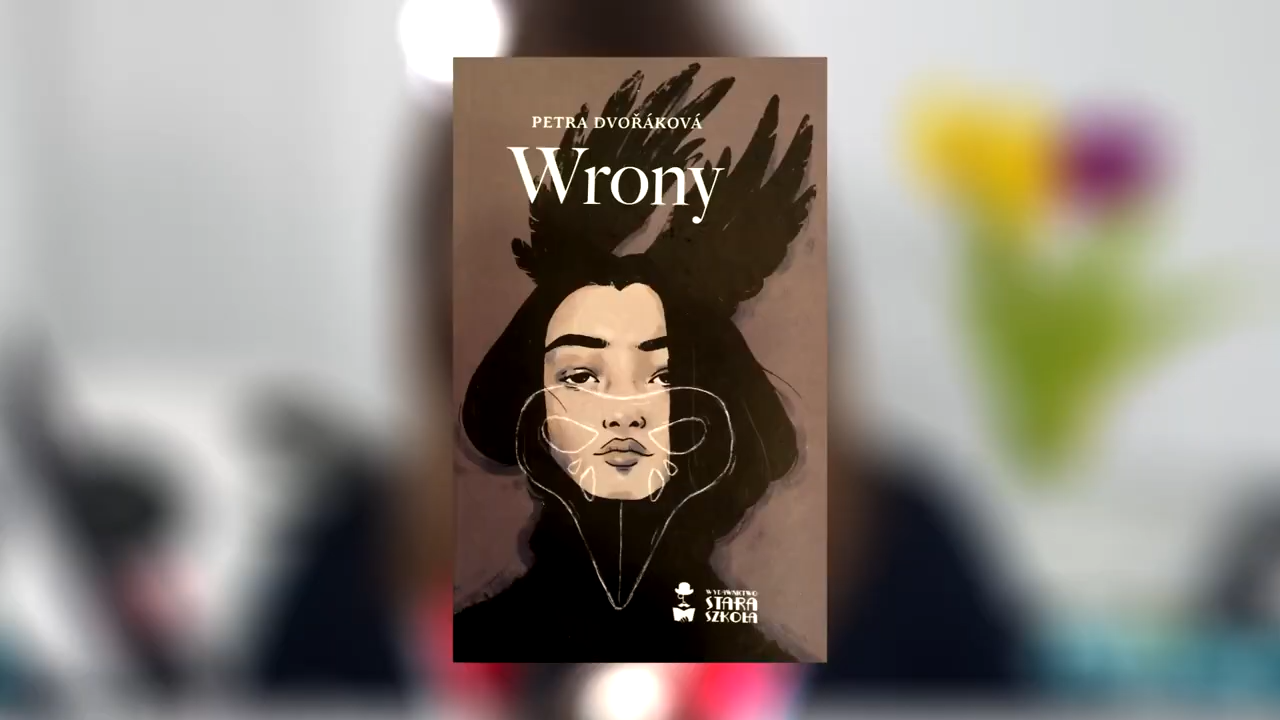 PETRA DVOŘÁKOVÁ
Wrony
WYDAWNICTWO
STARA
SZKOŁA